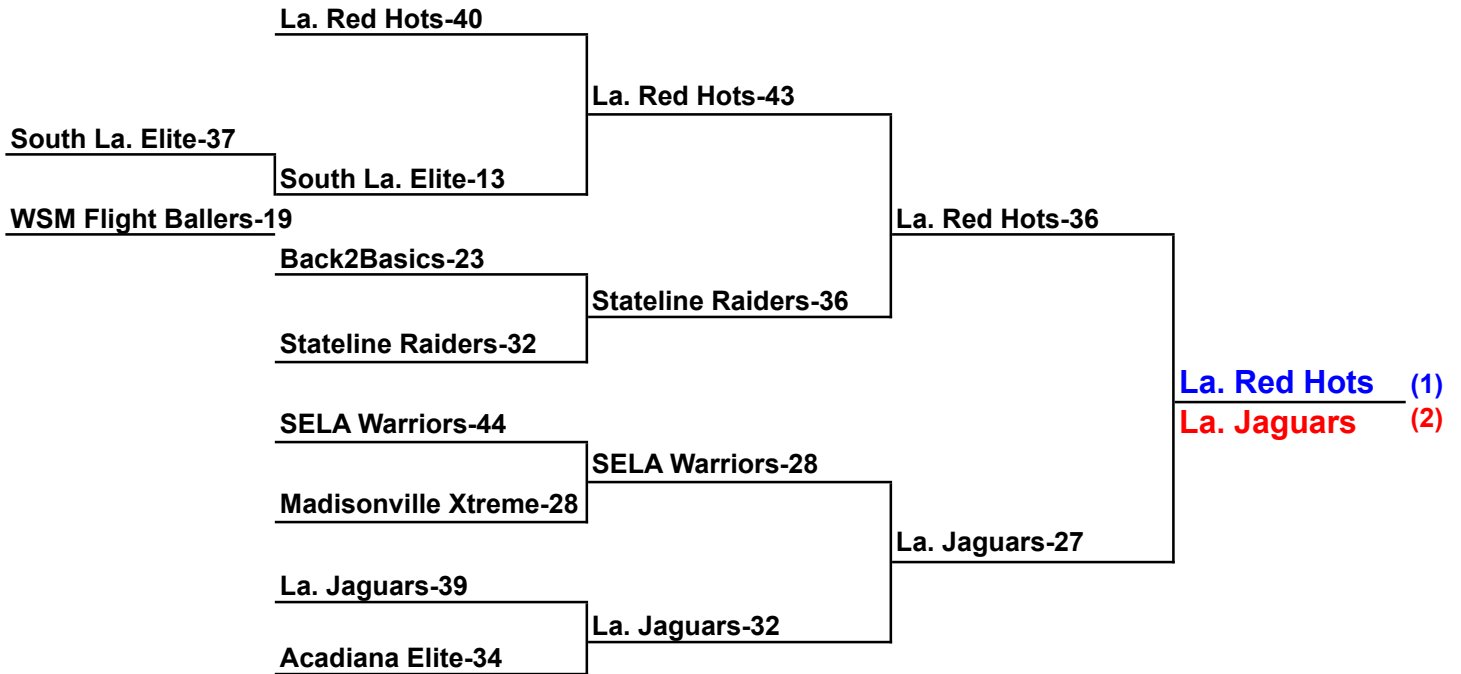 La. Red Hots-40
La. Red Hots-43
South La. Elite-37
South La. Elite-13
WSM Flight Ballers-19
La. Red Hots-36
Back2Basics-23
Stateline Raiders-36
Stateline Raiders-32
La. Red Hots (1)
La. Jaguars (2)
SELA Warriors-44
SELA Warriors-28
Madisonville Xtreme-28
La. Jaguars-27
La. Jaguars-39
La. Jaguars-32
Acadiana Elite-34